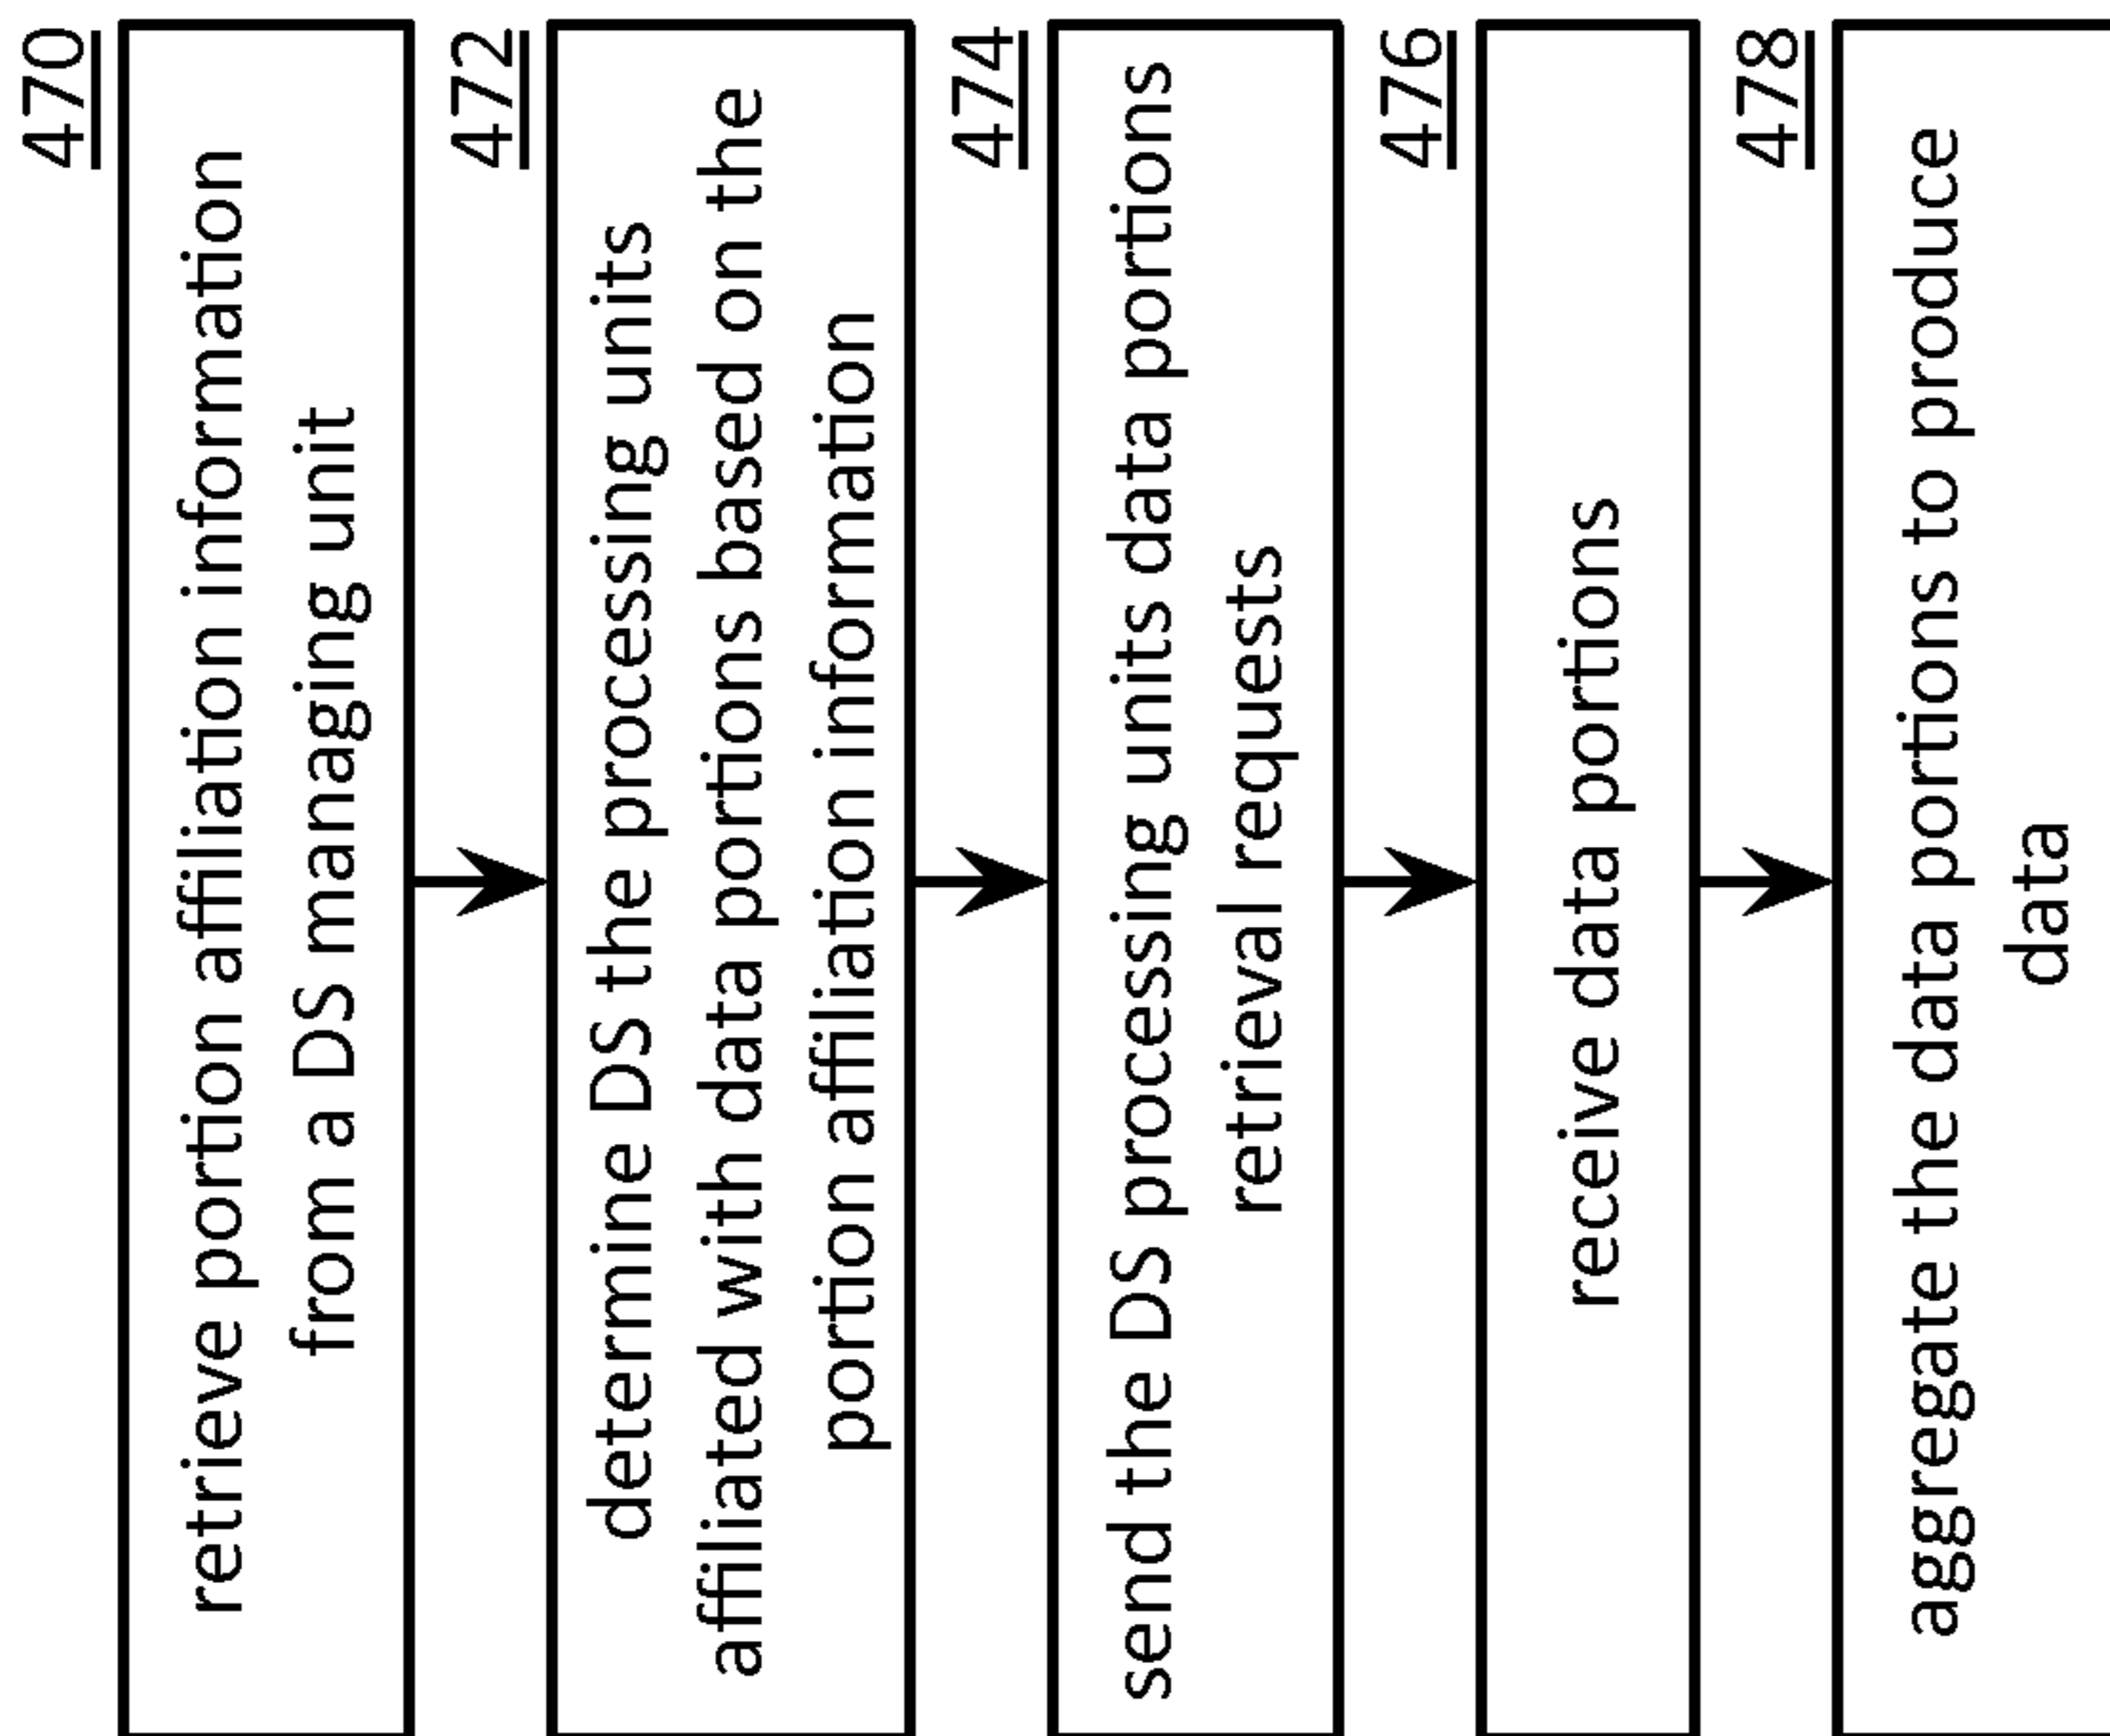 470
retrieve portion affiliation information
from a DS managing unit
472
determine DS the processing units
affiliated with data portions based on the
portion affiliation information
474
send the DS processing units data portions
retrieval requests
476
receive data portions
478
aggregate the data portions to produce
data